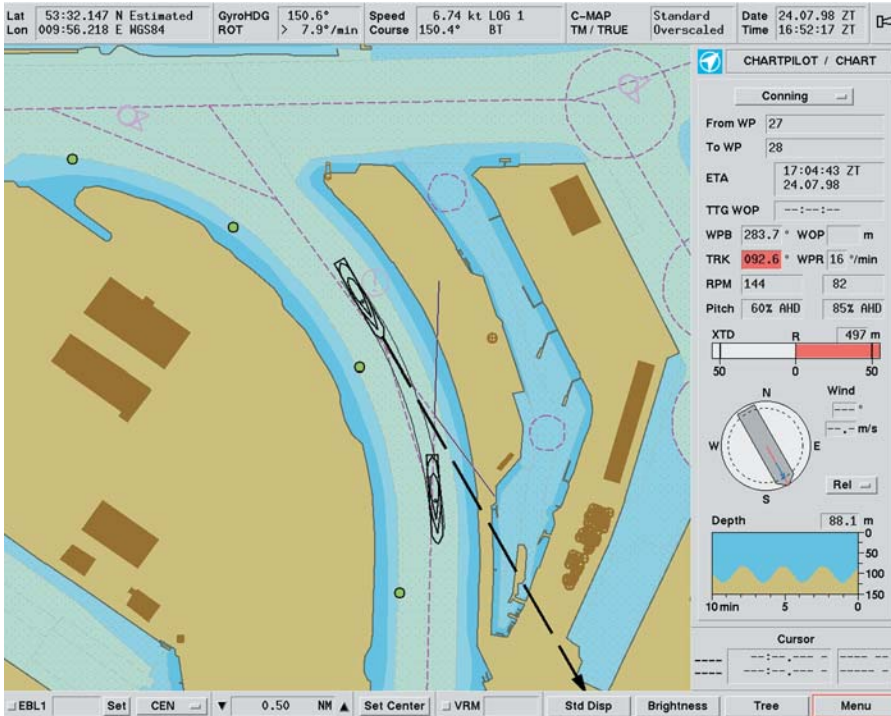 Lat 53:32.147 N Estimated
Lon 009:56.218 E WGS84
GyroHDG 150.6°
ROT > 7.9°/min
Speed 6.74 kt LOG 1
Course 150.4° BT
C-MAP Standard
TM / TRUE Overscaled
Date 24.07.98 ZT
Time 16:52:17 ZT
CHARTPILOT / CHART
Conning
From WP 27
To WP 28
ETA 17:04:43 ZT
24.07.98
TTG WOP --:--:--
WPB 283.7 ° WOP m
TRK 092.6 ° WPR 16 °/min
RPM 144 82
Pitch 60% AHD 85% AHD
XTD R 497 m
50 0 50
Wind
---°
--.- m/s
N
W E
S
Rel
Depth 88.1 m
0
50
100
150
10 min 5 0
Cursor
---- --:--.--- - ---- --
---- --:--.--- - ---- --
EBL1 Set CEN ▼ 0.50 NM ▲ Set Center VRM Std Disp Brightness Tree Menu